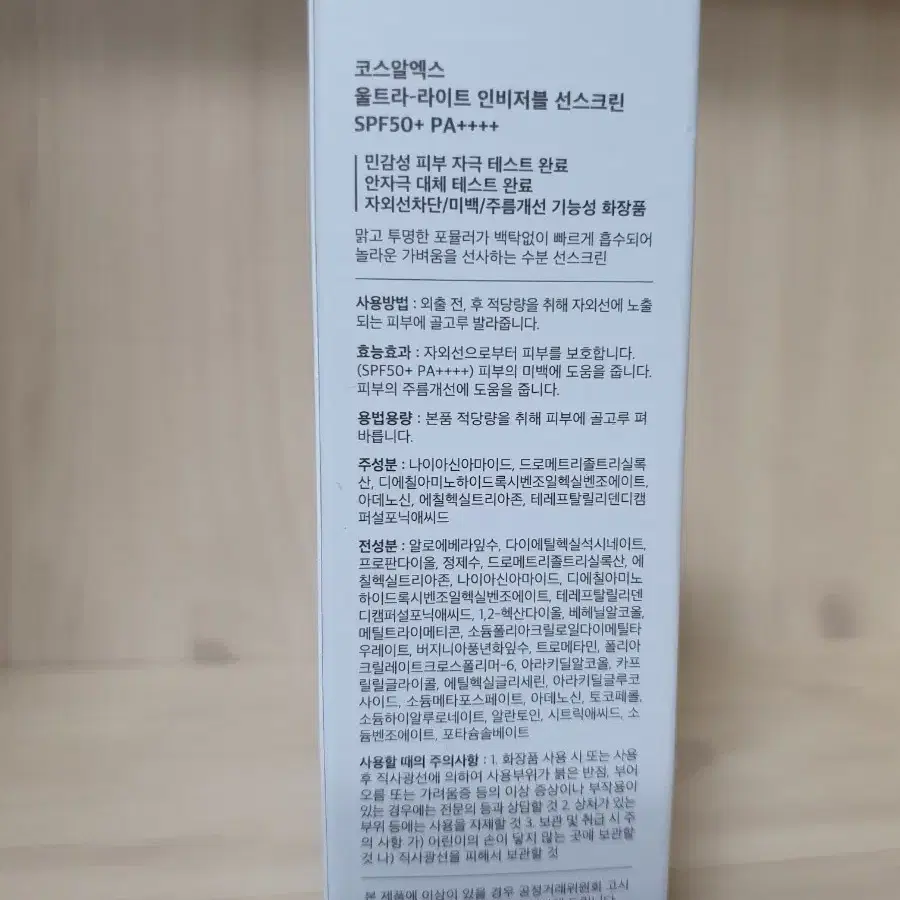 코스알엑스
울트라-라이트 인비저블 선스크린
SPF50+ PA++++
민감성 피부 자극 테스트 완료
안자극 대체 테스트 완료
자외선차단/미백/주름개선 기능성 화장품
맑고 투명한 포뮬러가 백탁없이 빠르게 흡수되어
놀라운 가벼움을 선사하는 수분 선스크린
사용방법 : 외출 전, 후 적당량을 취해 자외선에 노출
되는 피부에 골고루 발라줍니다.
효능효과 : 자외선으로부터 피부를 보호합니다.
(SPF50+ PA++++) 피부의 미백에 도움을 줍니다.
피부의 주름개선에 도움을 줍니다.
용법용량 : 본품 적당량을 취해 피부에 골고루 펴
바릅니다.
주성분 : 나이아신아마이드, 드로메트리졸트리실록
산, 디에칠아미노하이드록시벤조일헥실벤조에이트,
아데노신, 에칠헥실트리아존, 테레프탈릴리덴디캠
퍼설포닉애씨드
전성분 : 알로에베라잎수, 다이에틸헥실석시네이트,
프로판다이올, 정제수, 드로메트리졸트리실록산, 에
칠헥실트리아존, 나이아신아마이드, 디에칠아미노
하이드록시벤조일헥실벤조에이트, 테레프탈릴리덴
디캠퍼설포닉애씨드, 1,2-헥산다이올, 베헤닐알코올,
메틸트라이메티콘, 소듐폴리아크릴로일다이메틸타
우레이트, 버지니아풍년화잎수, 트로메타민, 폴리아
크릴레이트크로스폴리머-6, 아라키딜알코올, 카프
릴릴글라이콜, 에틸헥실글리세린, 아라키딜글루코
사이드, 소듐메타포스페이트, 아데노신, 토코페롤,
소듐하이알루로네이트, 알란토인, 시트릭애씨드, 소
듐벤조에이트, 포타슘솔베이트
사용할 때의 주의사항 : 1. 화장품 사용 시 또는 사용
후 직사광선에 의하여 사용부위가 붉은 반점, 부어
오름 또는 가려움증 등의 이상 증상이나 부작용이
있는 경우에는 전문의 등과 상담할 것 2. 상처가 있는
부위 등에는 사용을 자제할 것 3. 보관 및 취급 시 주
의 사항 가) 어린이의 손이 닿지 않는 곳에 보관할
것 나) 직사광선을 피해서 보관할 것
본 제품에 이상이 있을 경우 공정거래위원회 고시